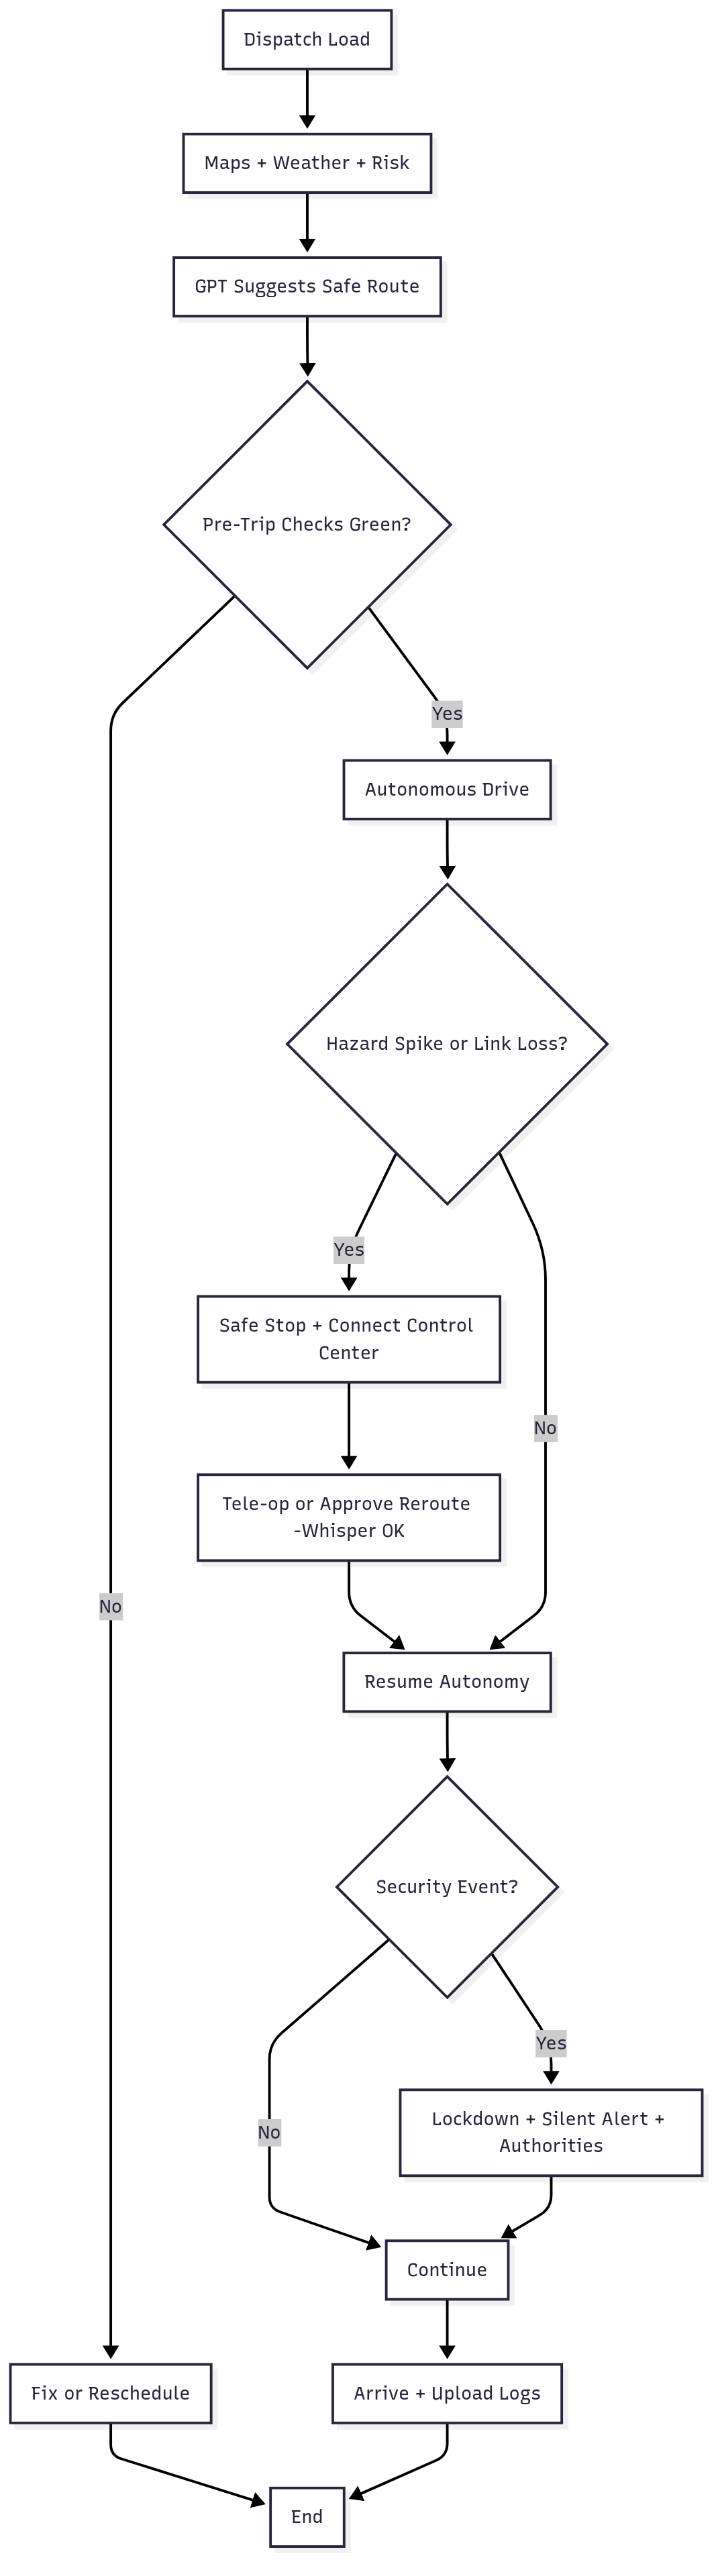 Dispatch Load
Maps + Weather + Risk
GPT Suggests Safe Route
Pre-Trip Checks Green?
Yes
Autonomous Drive
Hazard Spike or Link Loss?
Yes
Safe Stop + Connect Control
Center
No
Tele-op or Approve Reroute
-Whisper OK
No
Resume Autonomy
Security Event?
Yes
Lockdown + Silent Alert +
Authorities
No
Continue
Fix or Reschedule
Arrive + Upload Logs
End